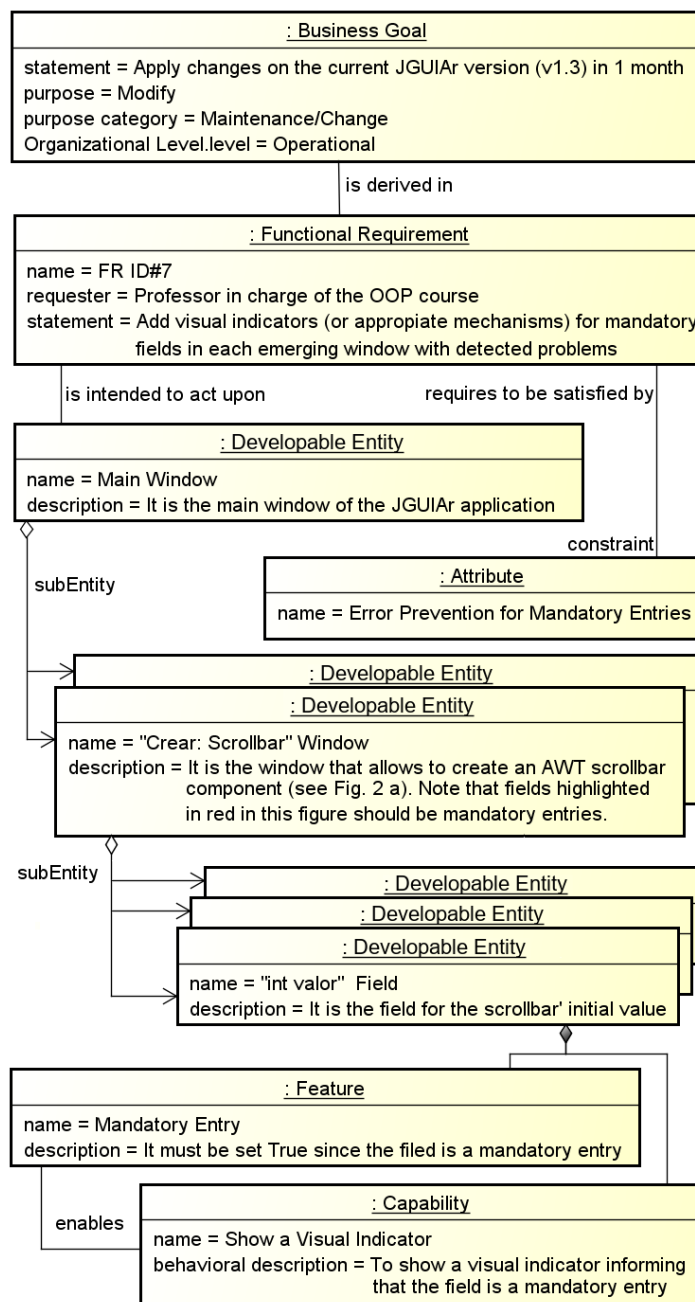 : Business Goal
statement = Apply changes on the current JGUIAr version (v1.3) in 1 month
purpose = Modify
purpose category = Maintenance/Change
Organizational Level.level = Operational
is derived in
: Functional Requirement
name = FR ID#7
requester = Professor in charge of the OOP course
statement = Add visual indicators (or appropiate mechanisms) for mandatory
fields in each emerging window with detected problems
is intended to act upon
requires to be satisfied by
: Developable Entity
name = Main Window
description = It is the main window of the JGUIAr application
constraint
subEntity
: Attribute
name = Error Prevention for Mandatory Entries
: Developable Entity
: Developable Entity
name = "Crear: Scrollbar" Window
description = It is the window that allows to create an AWT scrollbar
component (see Fig. 2 a). Note that fields highlighted
in red in this figure should be mandatory entries.
subEntity
: Developable Entity
: Developable Entity
: Developable Entity
name = "int valor" Field
description = It is the field for the scrollbar' initial value
: Feature
name = Mandatory Entry
description = It must be set True since the filed is a mandatory entry
enables
: Capability
name = Show a Visual Indicator
behavioral description = To show a visual indicator informing
that the field is a mandatory entry